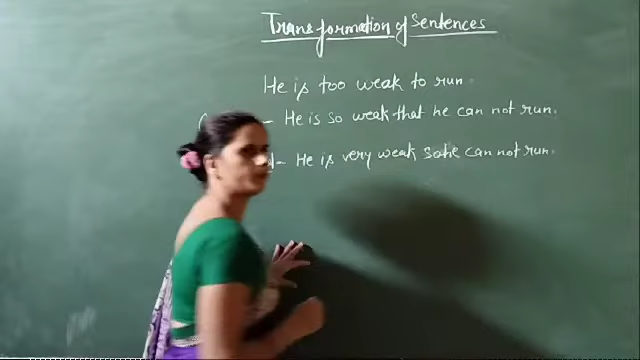 Transformation of Sentences
He is too weak to run.
- He is so weak that he can not run.
- He is very weak so he can not run.